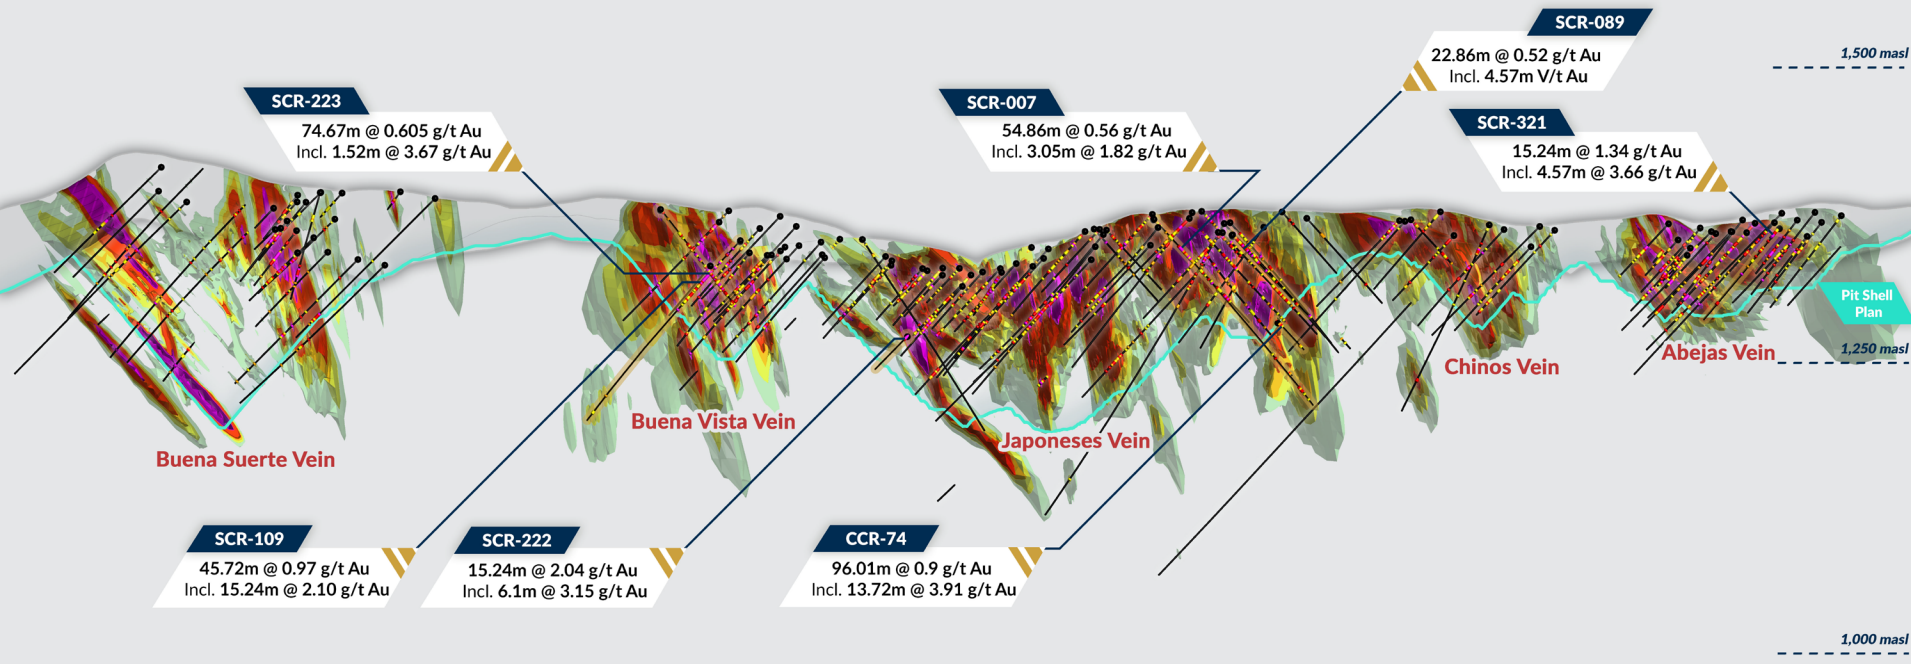 SCR-089
22.86m @ 0.52 g/t Au
Incl. 4.57m V/t Au
1,500 masl
SCR-223
74.67m @ 0.605 g/t Au
Incl. 1.52m @ 3.67 g/t Au
SCR-007
54.86m @ 0.56 g/t Au
Incl. 3.05m @ 1.82 g/t Au
SCR-321
15.24m @ 1.34 g/t Au
Incl. 4.57m @ 3.66 g/t Au
Pit Shell
Plan
1,250 masl
Abejas Vein
Chinos Vein
Buena Vista Vein
Japoneses Vein
Buena Suerte Vein
SCR-109
45.72m @ 0.97 g/t Au
Incl. 15.24m @ 2.10 g/t Au
SCR-222
15.24m @ 2.04 g/t Au
Incl. 6.1m @ 3.15 g/t Au
CCR-74
96.01m @ 0.9 g/t Au
Incl. 13.72m @ 3.91 g/t Au
1,000 masl